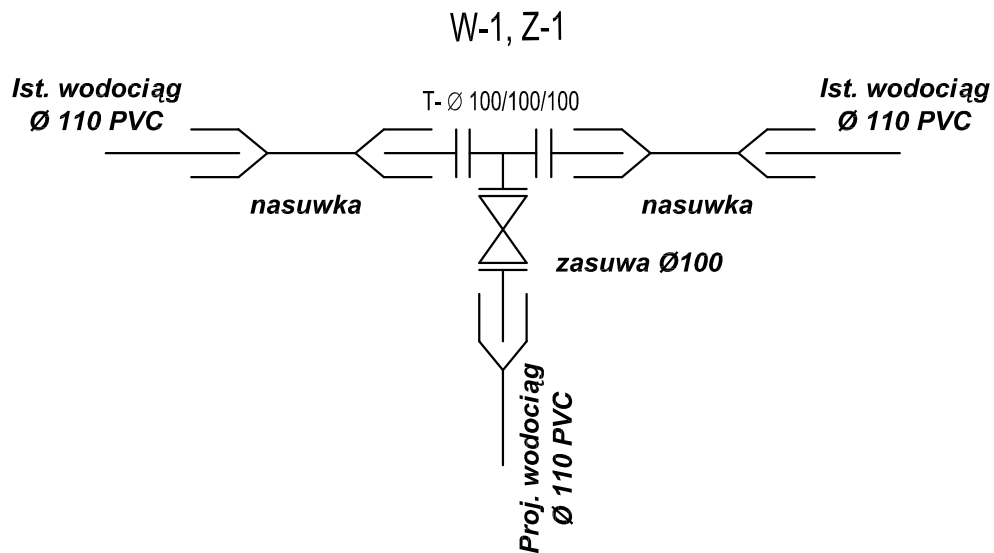 W-1, Z-1
Ist. wodociąg
Ø 110 PVC
T- Ø 100/100/100
Ist. wodociąg
Ø 110 PVC
nasuwka
nasuwka
zasuwa Ø100
Proj. wodociąg
Ø 110 PVC